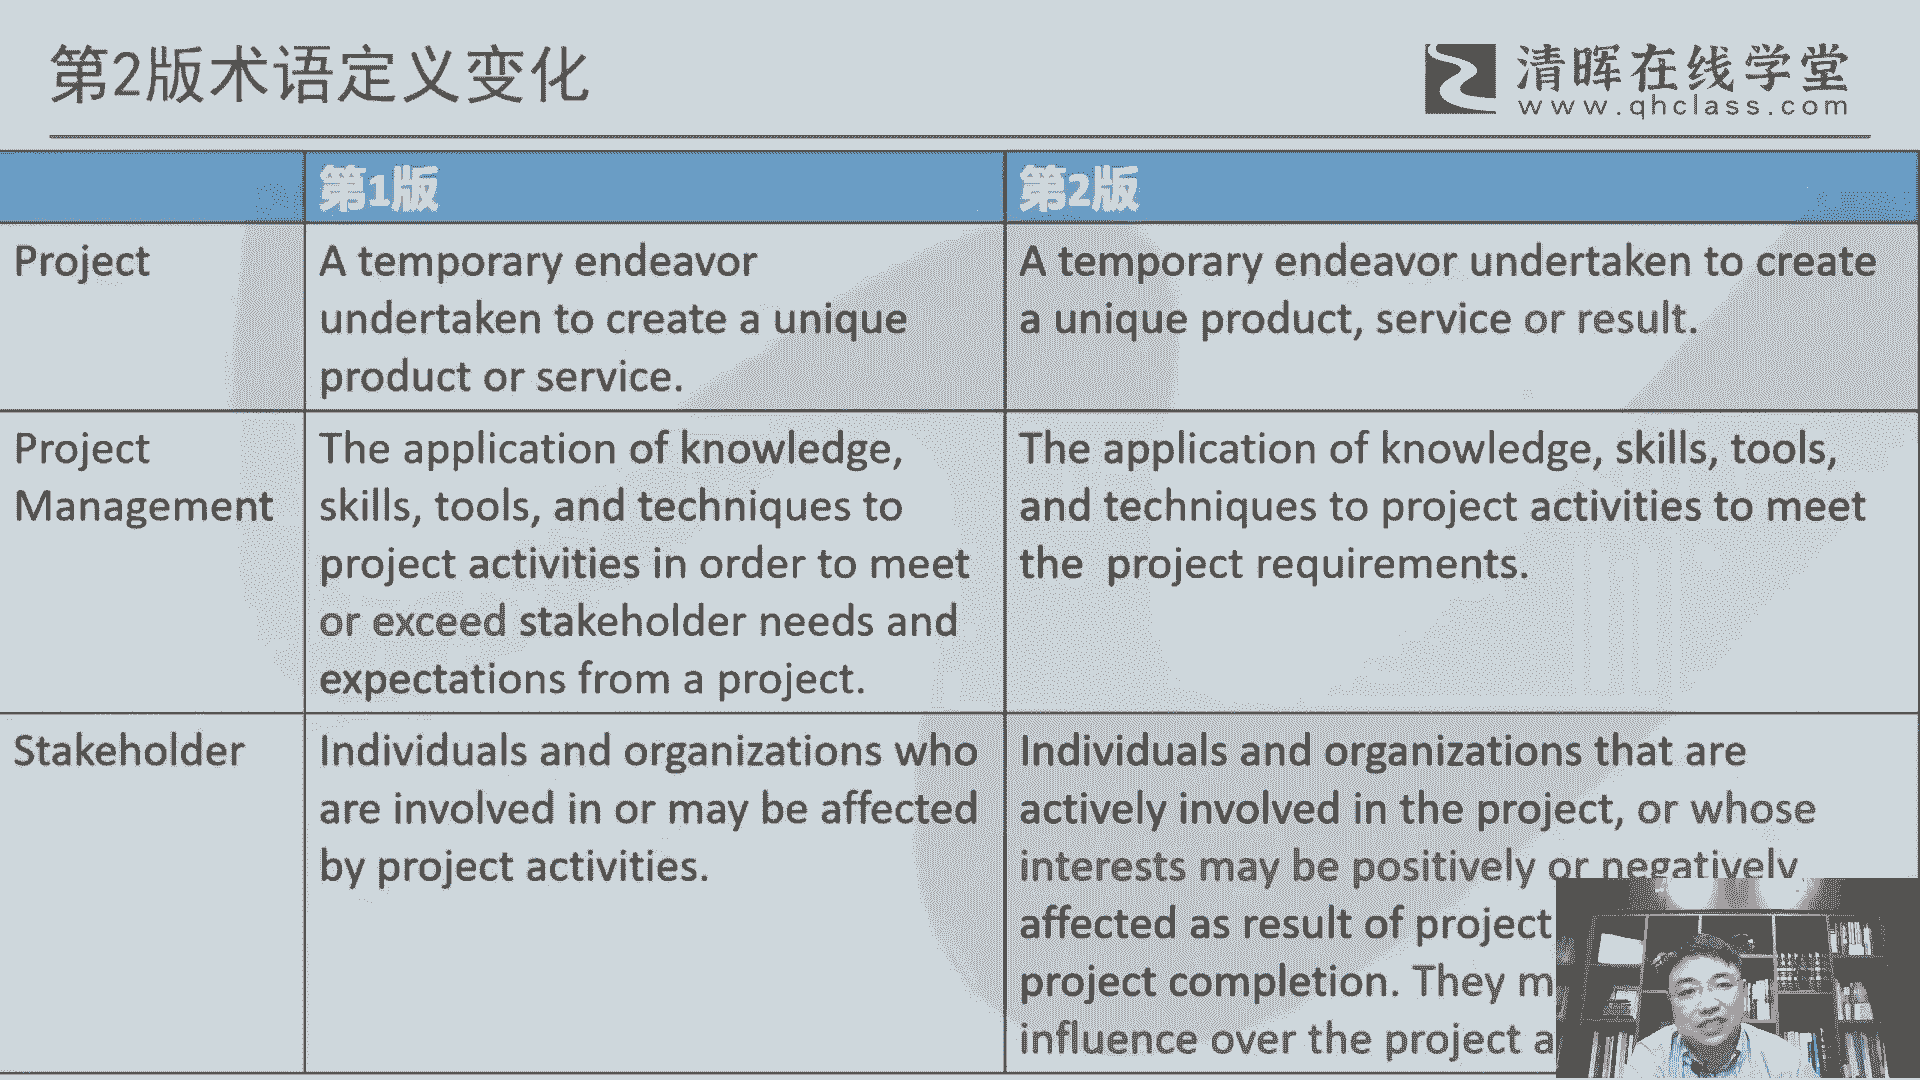 第2版术语定义变化
清晖在线学堂
www.qhclass.com
第1版
第2版
Project
A temporary endeavor
undertaken to create a unique
product or service.
A temporary endeavor undertaken to create
a unique product, service or result.
Project
Management
The application of knowledge,
skills, tools, and techniques to
project activities in order to meet
or exceed stakeholder needs and
expectations from a project.
The application of knowledge, skills, tools,
and techniques to project activities to meet
the project requirements.
Stakeholder
Individuals and organizations who
are involved in or may be affected
by project activities.
Individuals and organizations that are
actively involved in the project, or whose
interests may be positively or negatively
affected as result of project
project completion. They
influence over the project